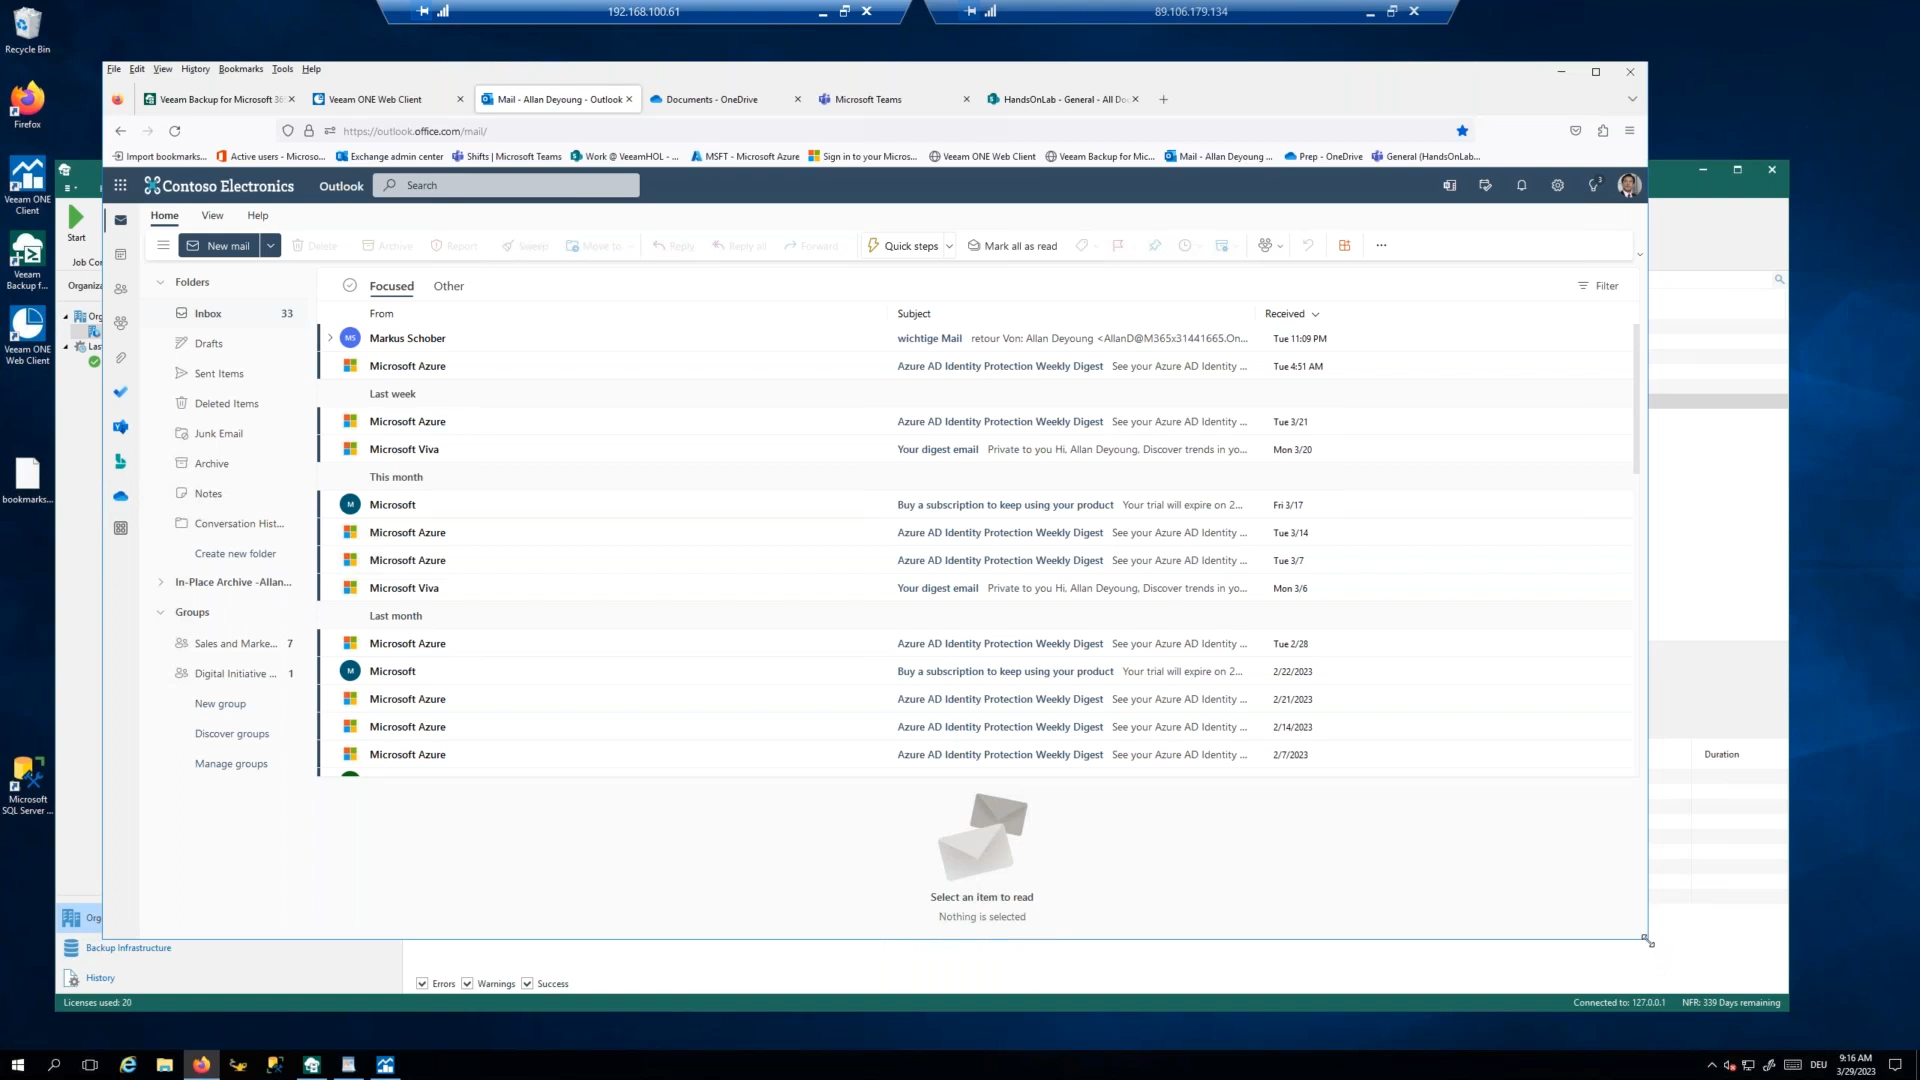 192.168.100.61
89.106.179.134
Recycle Bin
Firefox
Veeam ONE Client
Veeam Backup f...
Veeam ONE Web Client
bookmarks...
Microsoft SQL Server ...
File Edit View History Bookmarks Tools Help
Veeam Backup for Microsoft 36
Veeam ONE Web Client
Mail - Allan Deyoung - Outlook
Documents - OneDrive
Microsoft Teams
HandsOnLab - General - All Do
https://outlook.office.com/mail/
Import bookmarks...
Active users - Microso...
Exchange admin center
Shifts | Microsoft Teams
Work @ VeeamHOL - ...
MSFT - Microsoft Azure
Sign in to your Micros...
Veeam ONE Web Client
Veeam Backup for Mic...
Mail - Allan Deyoung ...
Prep - OneDrive
General (HandsOnLab...
Contoso Electronics
Outlook
Search
3
Home View Help
New mail
Delete
Archive
Report
Sweep
Move to
Reply
Reply all
Forward
Quick steps
Mark all as read
Start
Job Co
Organiz
Org
Las
Folders
Inbox 33
Drafts
Sent Items
Deleted Items
Junk Email
Archive
Notes
Conversation Hist...
Create new folder
In-Place Archive -Allan...
Groups
Sales and Marke... 7
Digital Initiative ... 1
New group
Discover groups
Manage groups
Focused Other
Filter
From Subject Received
MS Markus Schober wichtige Mail retour Von: Allan Deyoung <AllanD@M365x31441665.On... Tue 11:09 PM
Microsoft Azure Azure AD Identity Protection Weekly Digest See your Azure AD Identity ... Tue 4:51 AM
Last week
Microsoft Azure Azure AD Identity Protection Weekly Digest See your Azure AD Identity ... Tue 3/21
Microsoft Viva Your digest email Private to you Hi, Allan Deyoung, Discover trends in yo... Mon 3/20
This month
M Microsoft Buy a subscription to keep using your product Your trial will expire on 2... Fri 3/17
Microsoft Azure Azure AD Identity Protection Weekly Digest See your Azure AD Identity ... Tue 3/14
Microsoft Azure Azure AD Identity Protection Weekly Digest See your Azure AD Identity ... Tue 3/7
Microsoft Viva Your digest email Private to you Hi, Allan Deyoung, Discover trends in yo... Mon 3/6
Last month
Microsoft Azure Azure AD Identity Protection Weekly Digest See your Azure AD Identity ... Tue 2/28
M Microsoft Buy a subscription to keep using your product Your trial will expire on 2... 2/22/2023
Microsoft Azure Azure AD Identity Protection Weekly Digest See your Azure AD Identity ... 2/21/2023
Microsoft Azure Azure AD Identity Protection Weekly Digest See your Azure AD Identity ... 2/14/2023
Microsoft Azure Azure AD Identity Protection Weekly Digest See your Azure AD Identity ... 2/7/2023
Duration
Select an item to read
Nothing is selected
Org
Backup Infrastructure
History
Errors Warnings Success
Licenses used: 20
Connected to: 127.0.0.1
NFR: 339 Days remaining
DEU
9:16 AM
3/29/2023